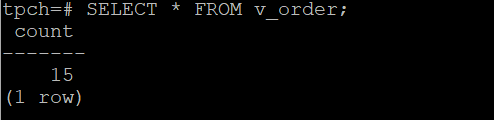 tpch=# SELECT * FROM v_order;
 count
-------
    15
(1 row)